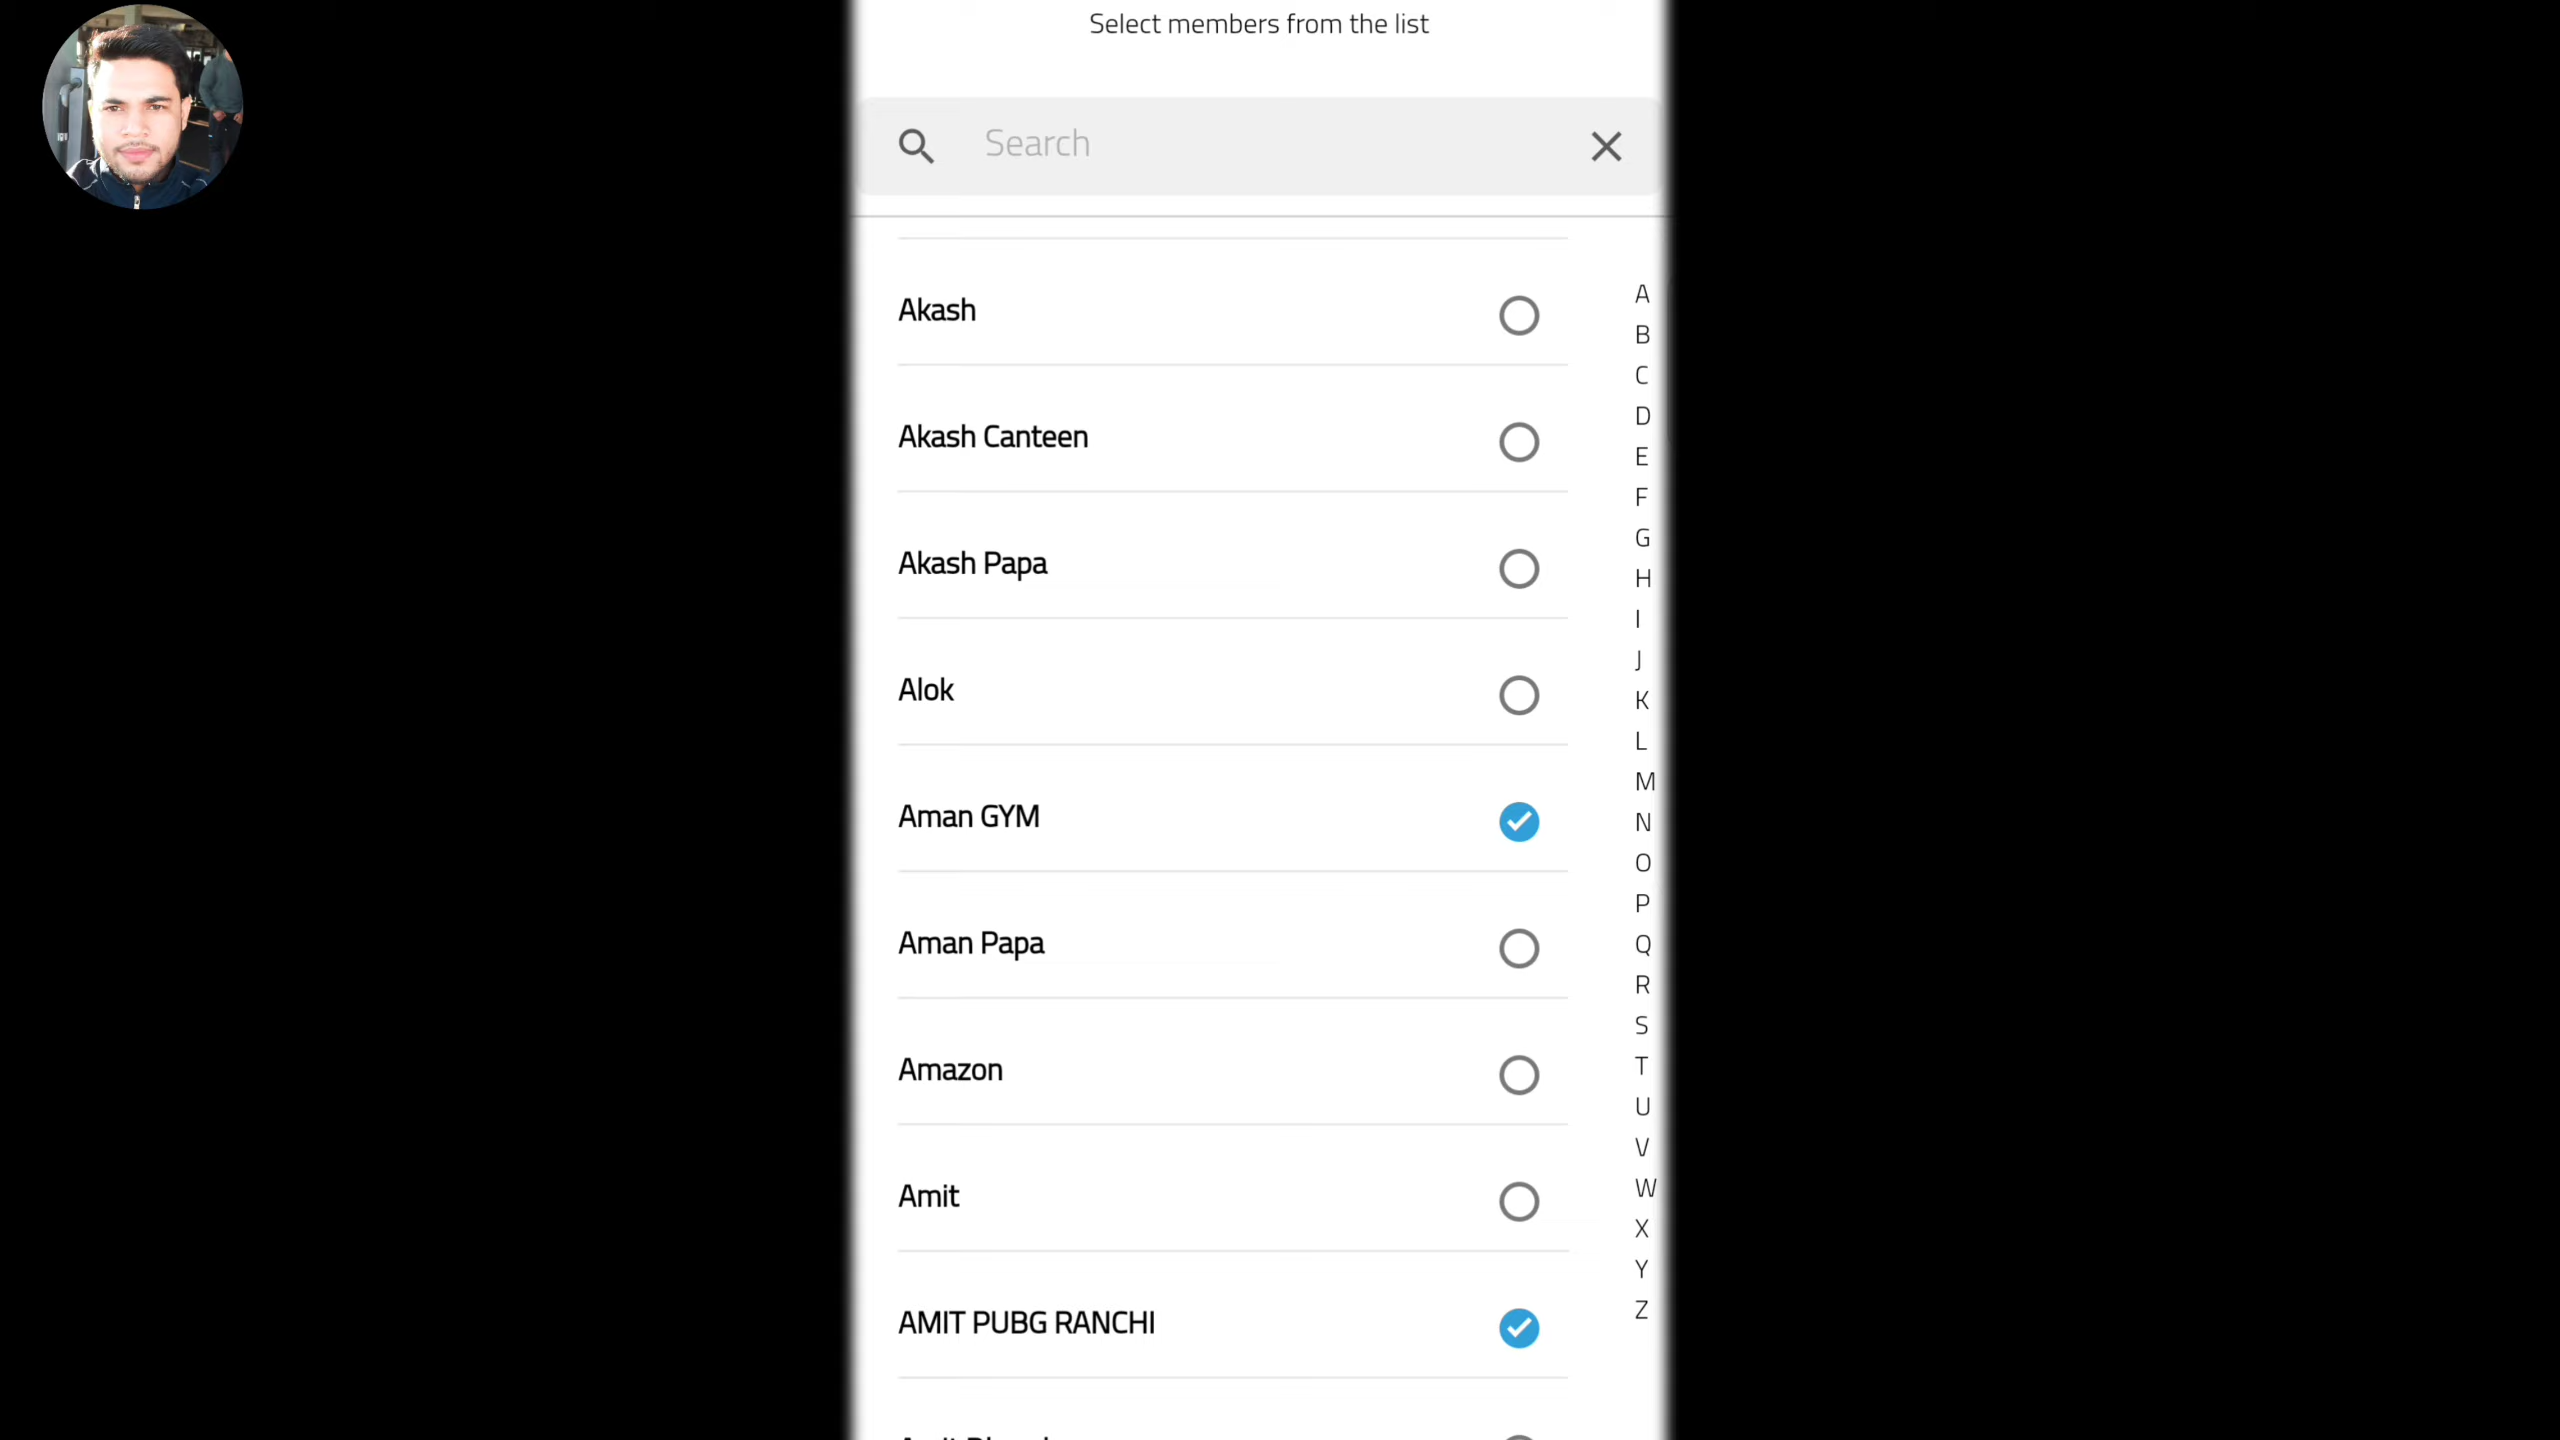 Select members from the list
Search
Akash
Akash Canteen
Akash Papa
Alok
Aman GYM
Aman Papa
Amazon
Amit
AMIT PUBG RANCHI
A
B
C
D
E
F
G
H
I
J
K
L
M
N
O
P
Q
R
S
T
U
V
W
X
Y
Z